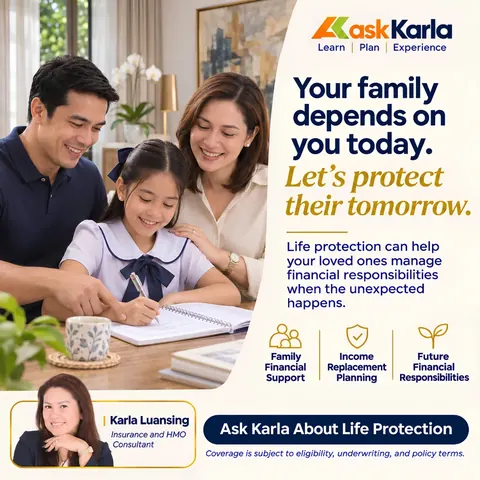 askKarla
Learn | Plan | Experience
Your family
depends on
you today.
Let's protect
their tomorrow.
Life protection can help
your loved ones manage
financial responsibilities
when the unexpected
happens.
Family
Financial
Support
Income
Replacement
Planning
Future
Financial
Responsibilities
Karla Luansing
Insurance and HMO
Consultant
Ask Karla About Life Protection
Coverage is subject to eligibility, underwriting, and policy terms.